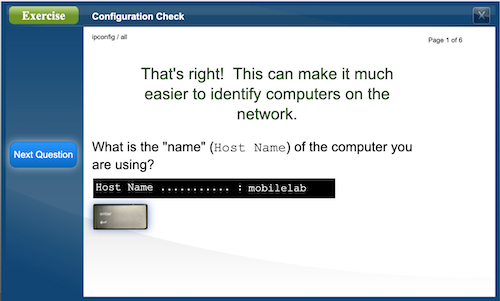 Exercise
Configuration Check
X
ipconfig / all
Page 1 of 6
That's right! This can make it much
easier to identify computers on the
network.
Next Question
What is the "name" (Host Name) of the computer you
are using?
Host Name ........... : mobilelab
enter